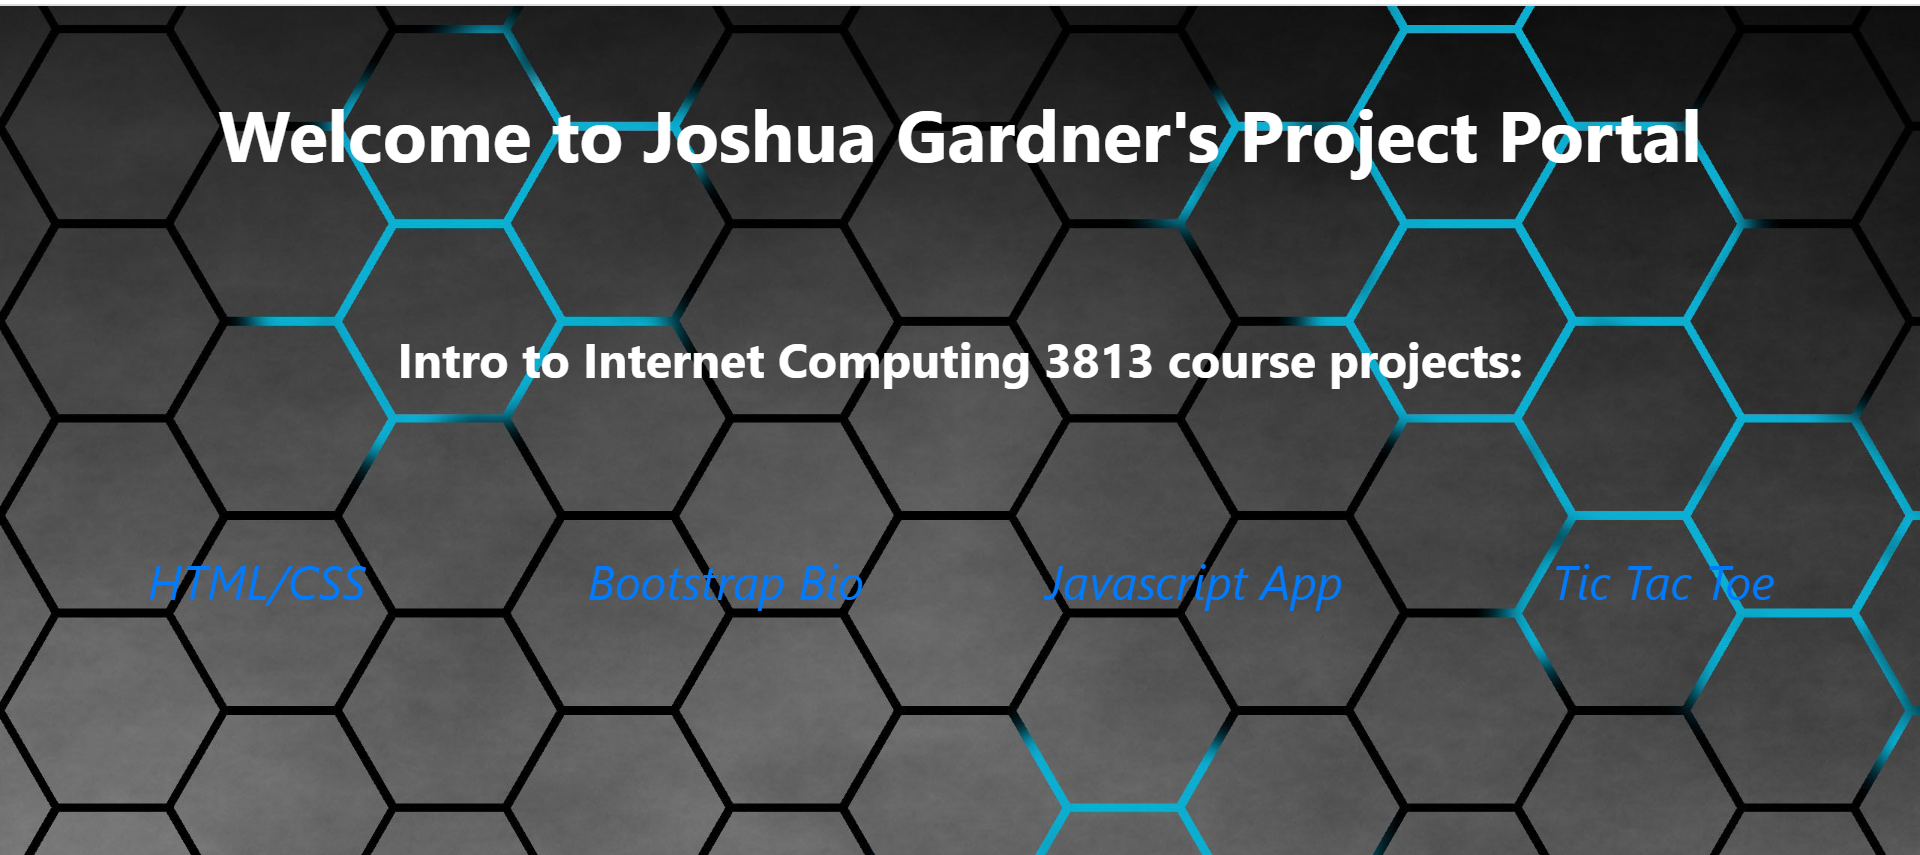 Welcome to Joshua Gardner's Project Portal
Intro to Internet Computing 3813 course projects:
HTML/CSS Bootstrap Bio Javascript App Tic Tac Toe